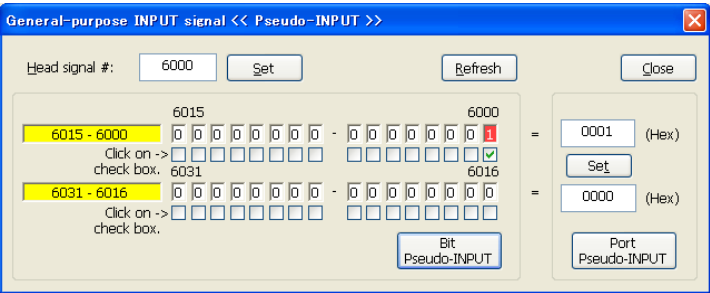 General-purpose INPUT signal << Pseudo-INPUT >>
Head signal #: 6000 Set Refresh Close
6015 6000
6015 - 6000 0 0 0 0 0 0 0 0 - 0 0 0 0 0 0 0 1 = 0001 (Hex)
Click on ->
check box.
Set
6031 6016
6031 - 6016 0 0 0 0 0 0 0 0 - 0 0 0 0 0 0 0 0 = 0000 (Hex)
Click on ->
check box.
Bit
Pseudo-INPUT
Port
Pseudo-INPUT